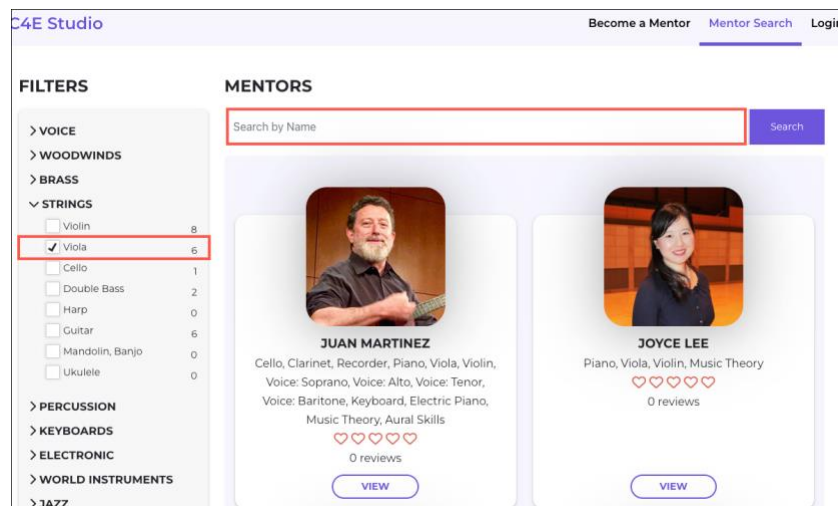 C4E Studio
Become a Mentor
Mentor Search
Login
FILTERS
MENTORS
Search by Name
Search
VOICE
WOODWINDS
BRASS
STRINGS
Violin 8
Viola 6
Cello 1
Double Bass 2
Harp 0
Guitar 6
Mandolin, Banjo 0
Ukulele 0
PERCUSSION
KEYBOARDS
ELECTRONIC
WORLD INSTRUMENTS
JAZZ
JUAN MARTINEZ
Cello, Clarinet, Recorder, Piano, Viola, Violin,
Voice: Soprano, Voice: Alto, Voice: Tenor,
Voice: Baritone, Keyboard, Electric Piano,
Music Theory, Aural Skills
0 reviews
VIEW
JOYCE LEE
Piano, Viola, Violin, Music Theory
0 reviews
VIEW